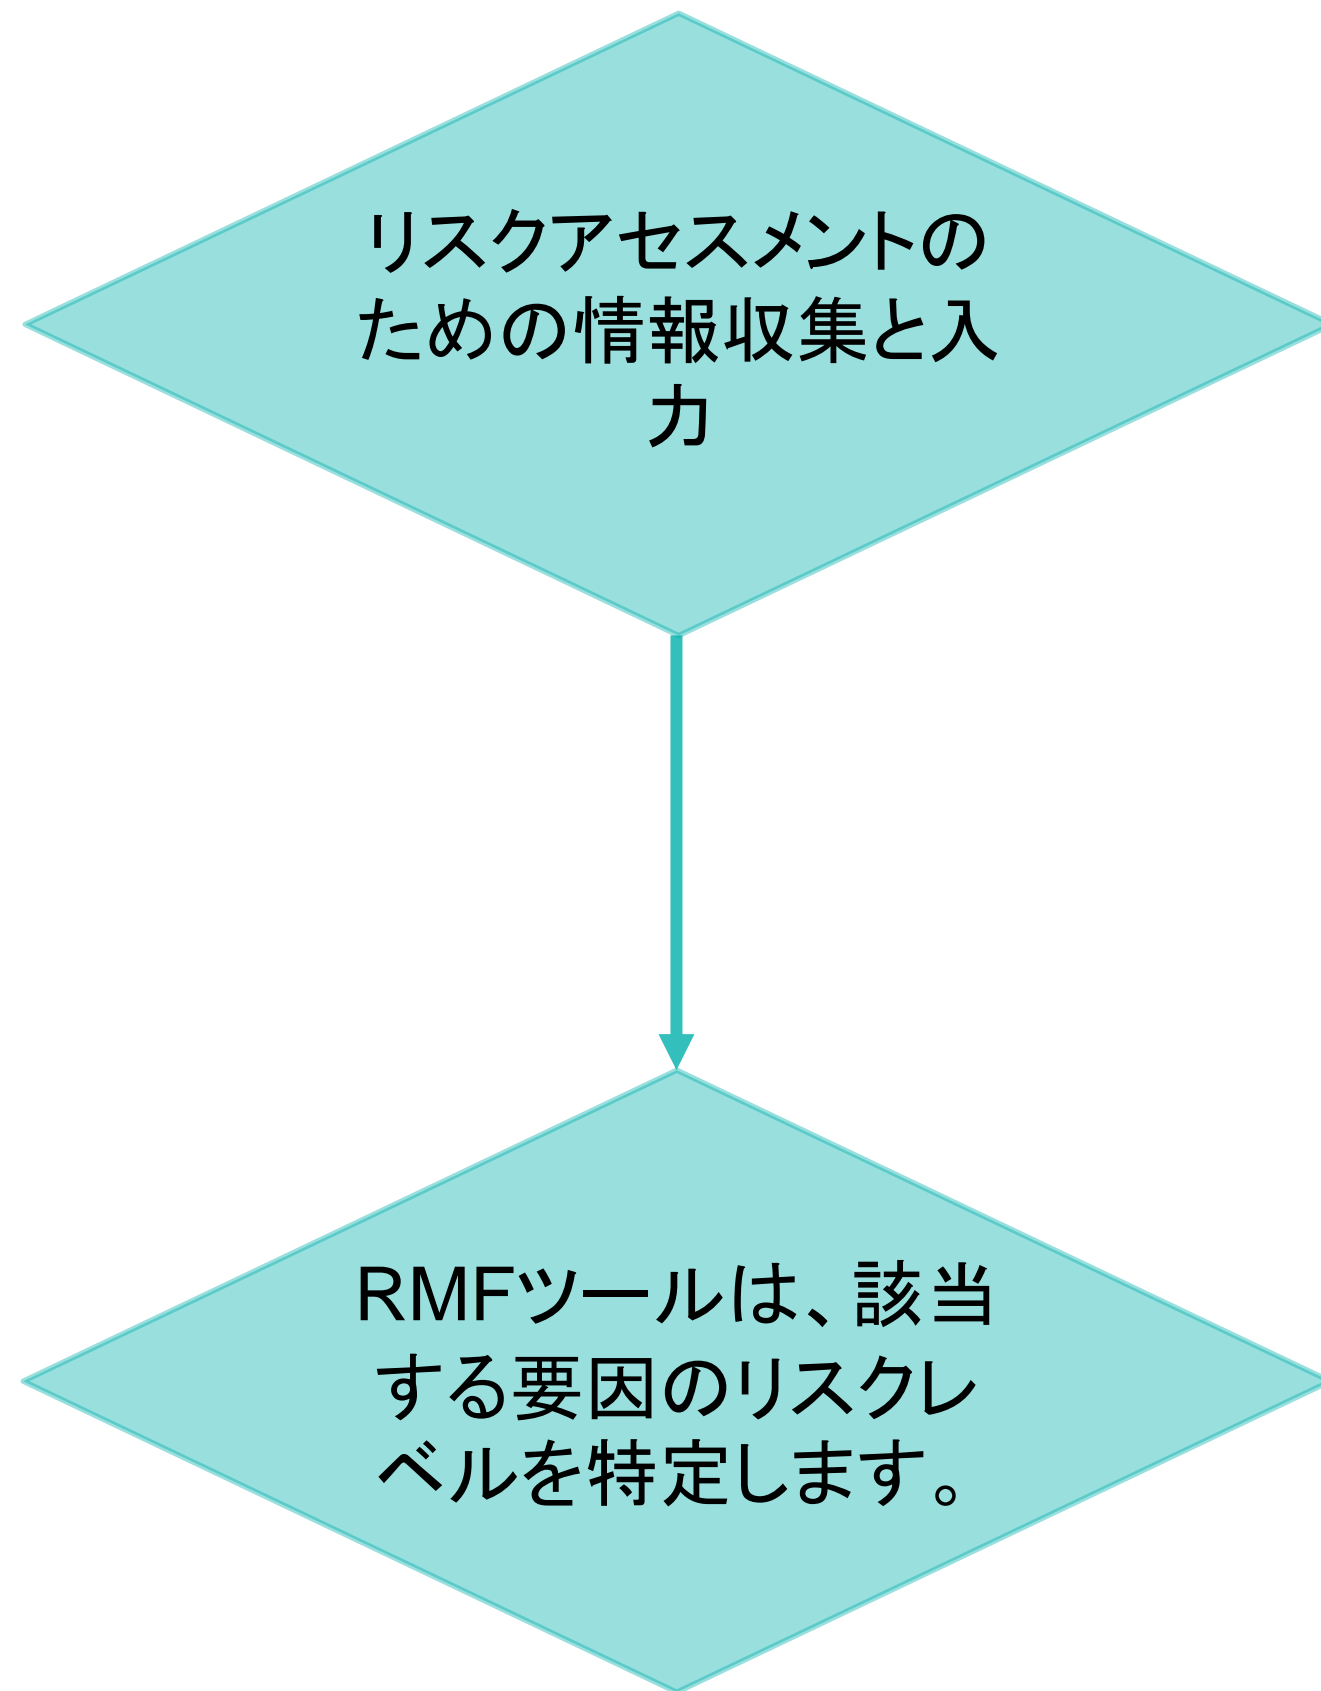 リスクアセスメントの
ための情報収集と入
力
RMFツールは、該当
する要因のリスクレ
ベルを特定します。